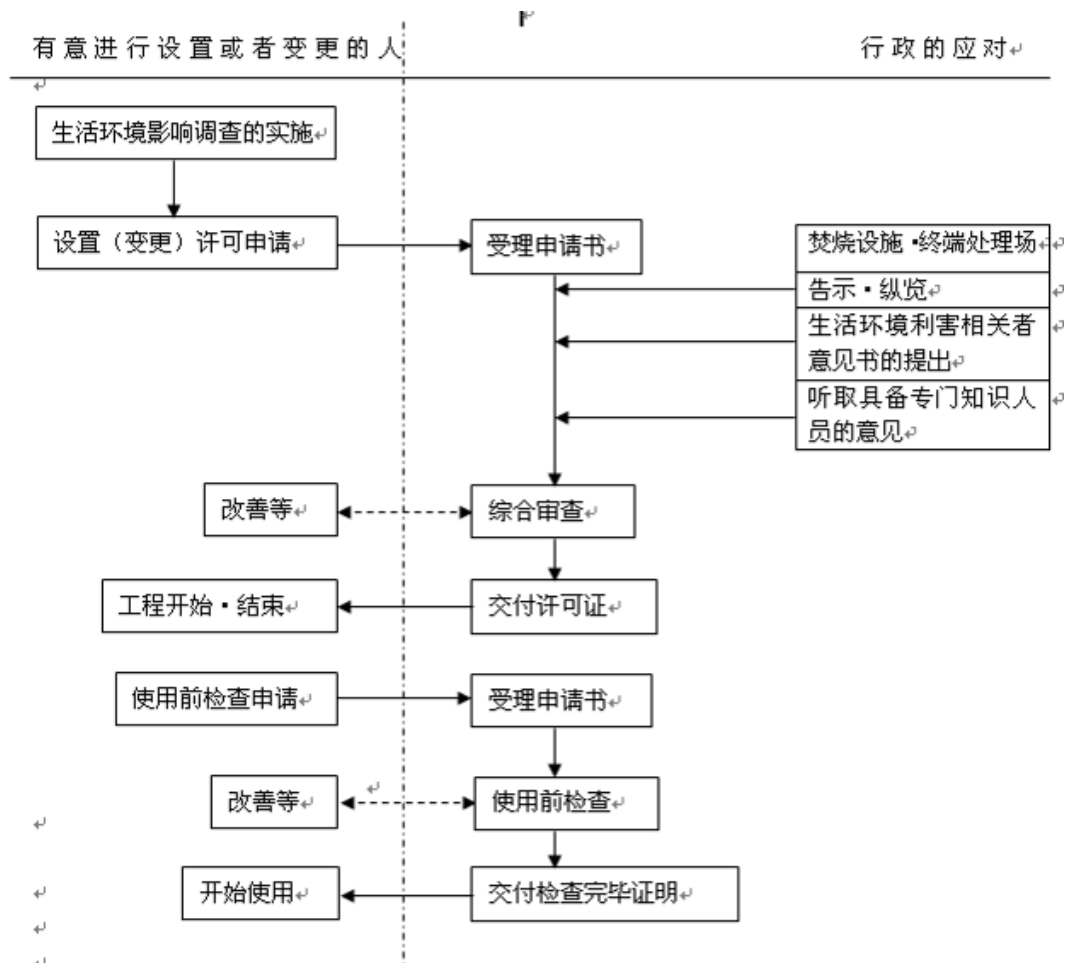 有意进行设置或者变更的人
行政的应对
生活环境影响调查的实施
设置（变更）许可申请
受理申请书
焚烧设施·终端处理场
告示·纵览
生活环境利害相关者
意见书的提出
听取具备专门知识人
员的意见
改善等
综合审查
工程开始·结束
交付许可证
使用前检查申请
受理申请书
改善等
使用前检查
开始使用
交付检查完毕证明